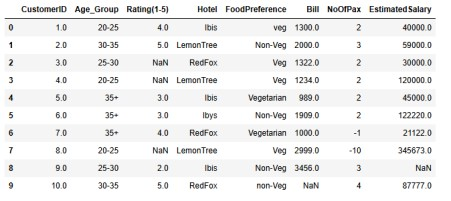 CustomerID Age_Group Rating(1-5) Hotel FoodPreference Bill NoOfPax EstimatedSalary
0 1.0 20-25 4.0 Ibis veg 1300.0 2 40000.0
1 2.0 30-35 5.0 LemonTree Non-Veg 2000.0 3 59000.0
2 3.0 25-30 NaN RedFox Veg 1322.0 2 30000.0
3 4.0 20-25 NaN LemonTree Veg 1234.0 2 120000.0
4 5.0 35+ 3.0 Ibis Vegetarian 989.0 2 45000.0
5 6.0 35+ 3.0 Ibys Non-Veg 1909.0 2 122220.0
6 7.0 35+ 4.0 RedFox Vegetarian 1000.0 -1 21122.0
7 8.0 20-25 NaN LemonTree Veg 2999.0 -10 345673.0
8 9.0 25-30 2.0 Ibis Non-Veg 3456.0 3 NaN
9 10.0 30-35 5.0 RedFox non-Veg NaN 4 87777.0